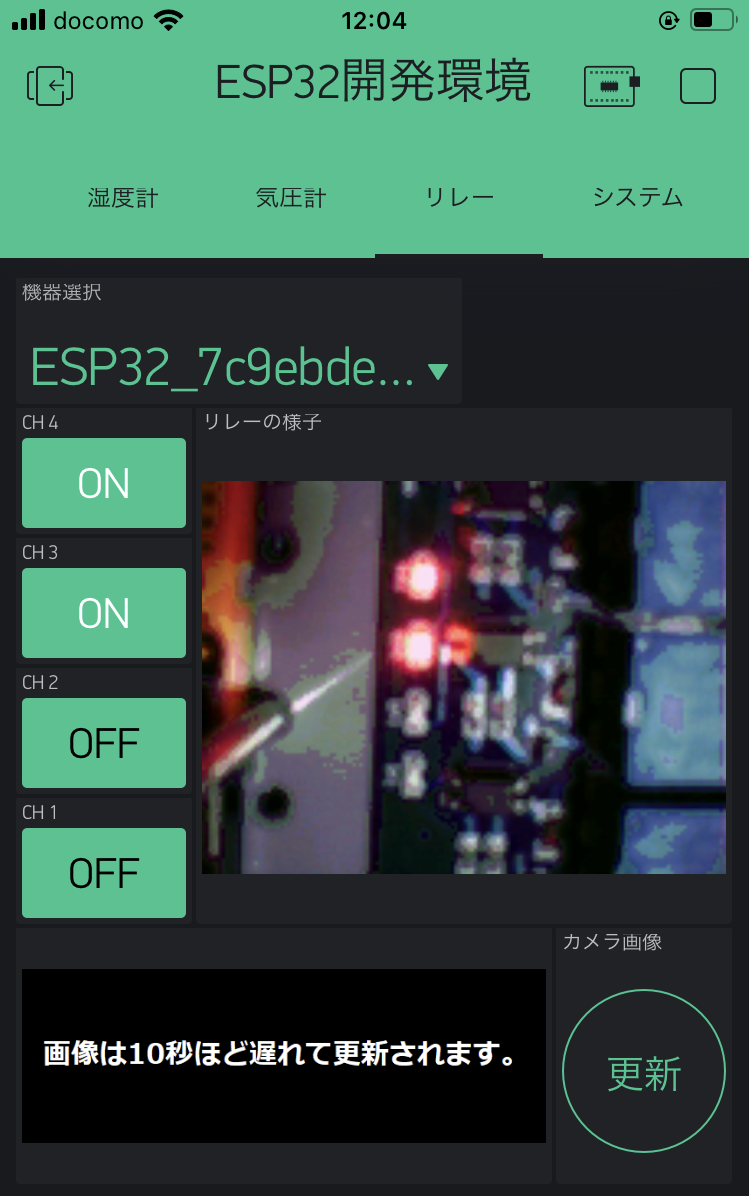 docomo 12:04
ESP32開発環境
湿度計 気圧計 リレー システム
機器選択
ESP32_7c9ebde...
CH 4
ON
リレーの様子
CH 3
ON
CH 2
OFF
CH 1
OFF
画像は10秒ほど遅れて更新されます。
カメラ画像
更新